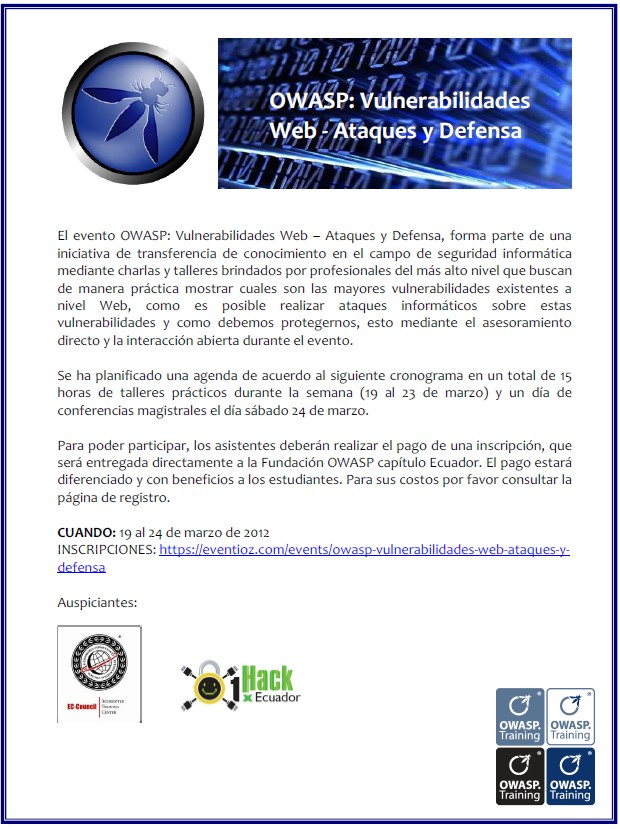 OWASP: Vulnerabilidades
Web - Ataques y Defensa
El evento OWASP: Vulnerabilidades Web – Ataques y Defensa, forma parte de una
iniciativa de transferencia de conocimiento en el campo de seguridad informática
mediante charlas y talleres brindados por profesionales del más alto nivel que buscan
de manera práctica mostrar cuales son las mayores vulnerabilidades existentes a
nivel Web, como es posible realizar ataques informáticos sobre estas
vulnerabilidades y como debemos protegernos, esto mediante el asesoramiento
directo y la interacción abierta durante el evento.
Se ha planificado una agenda de acuerdo al siguiente cronograma en un total de 15
horas de talleres prácticos durante la semana (19 al 23 de marzo) y un día de
conferencias magistrales el día sábado 24 de marzo.
Para poder participar, los asistentes deberán realizar el pago de una inscripción, que
será entregada directamente a la Fundación OWASP capítulo Ecuador. El pago estará
diferenciado y con beneficios a los estudiantes. Para sus costos por favor consultar la
página de registro.
CUANDO: 19 al 24 de marzo de 2012
INSCRIPCIONES: https://eventioz.com/events/owasp-vulnerabilidades-web-ataques-y-
defensa
Auspiciantes:
EC-Council
ACCREDITED
TRAINING
CENTER
1Hack
x Ecuador
OWASP.
Training
OWASP.
Training
OWASP.
Training
OWASP.
Training